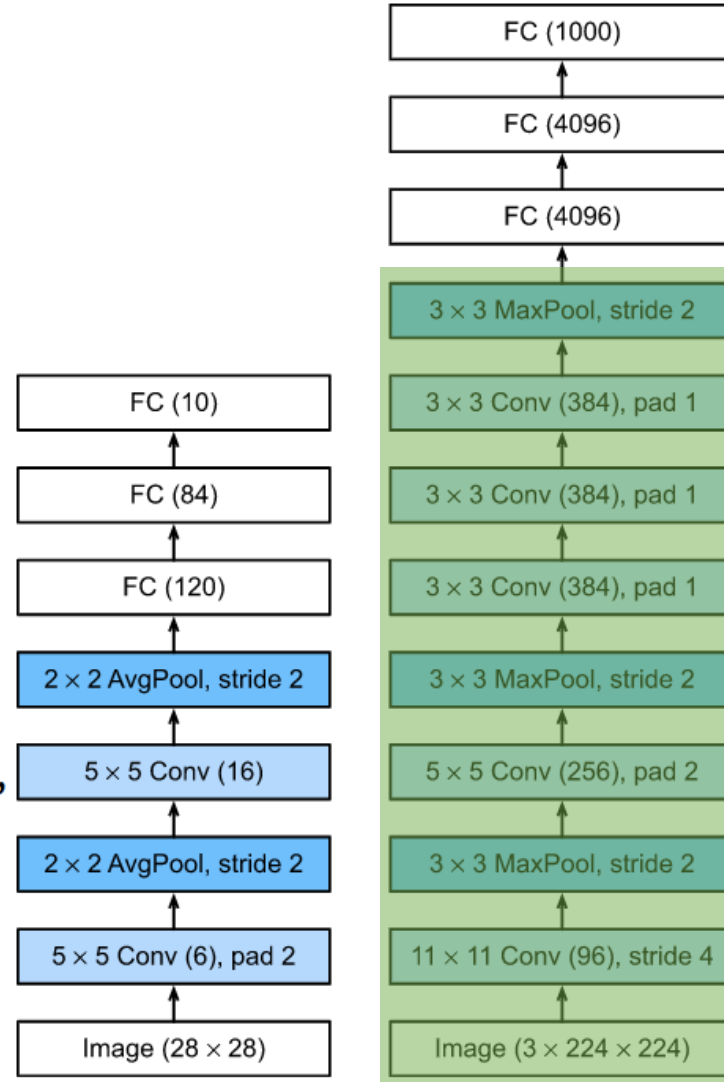 FC (10)
FC (84)
FC (120)
2 × 2 AvgPool, stride 2
5 × 5 Conv (16)
,
2 × 2 AvgPool, stride 2
5 × 5 Conv (6), pad 2
Image (28 × 28)
FC (1000)
FC (4096)
FC (4096)
3 × 3 MaxPool, stride 2
3 × 3 Conv (384), pad 1
3 × 3 Conv (384), pad 1
3 × 3 Conv (384), pad 1
3 × 3 MaxPool, stride 2
5 × 5 Conv (256), pad 2
3 × 3 MaxPool, stride 2
11 × 11 Conv (96), stride 4
Image (3 × 224 × 224)